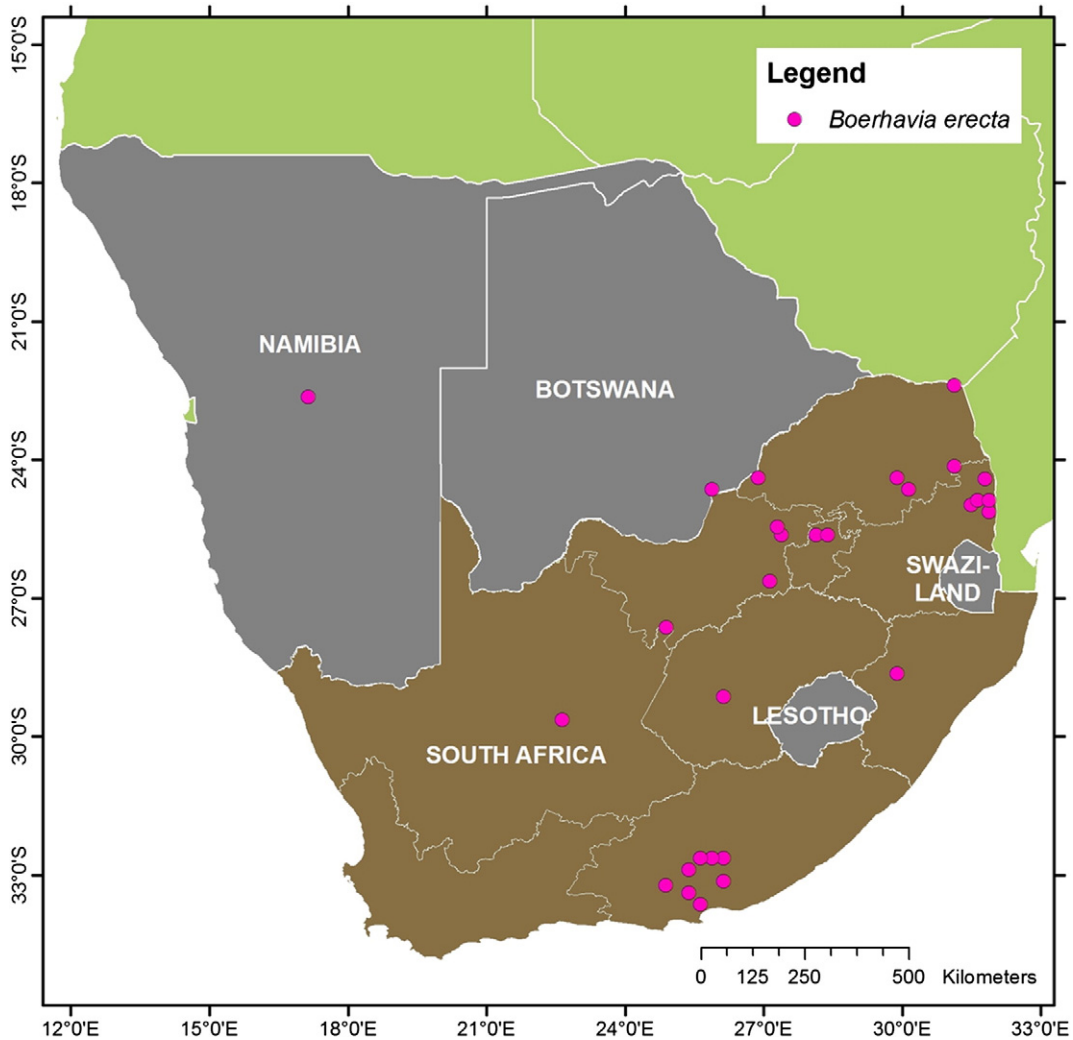 Legend
Boerhavia erecta
15°0'S
18°0'S
21°0'S
24°0'S
27°0'S
30°0'S
33°0'S
NAMIBIA
BOTSWANA
SWAZI-
LAND
LESOTHO
SOUTH AFRICA
0 125 250 500 Kilometers
12°0'E 15°0'E 18°0'E 21°0'E 24°0'E 27°0'E 30°0'E 33°0'E